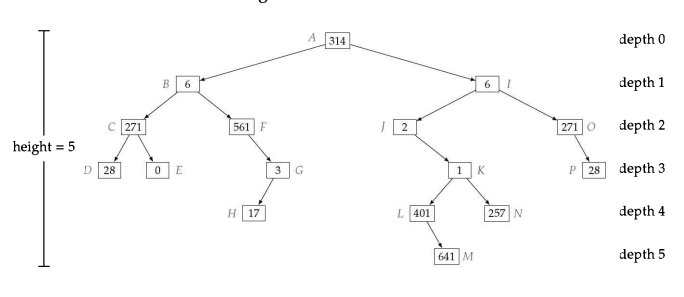 A 314 depth 0
B 6 6 I depth 1
C 271 561 F J 2 271 O depth 2
height = 5
D 28 0 E 3 G 1 K P 28 depth 3
H 17 L 401 257 N depth 4
641 M depth 5